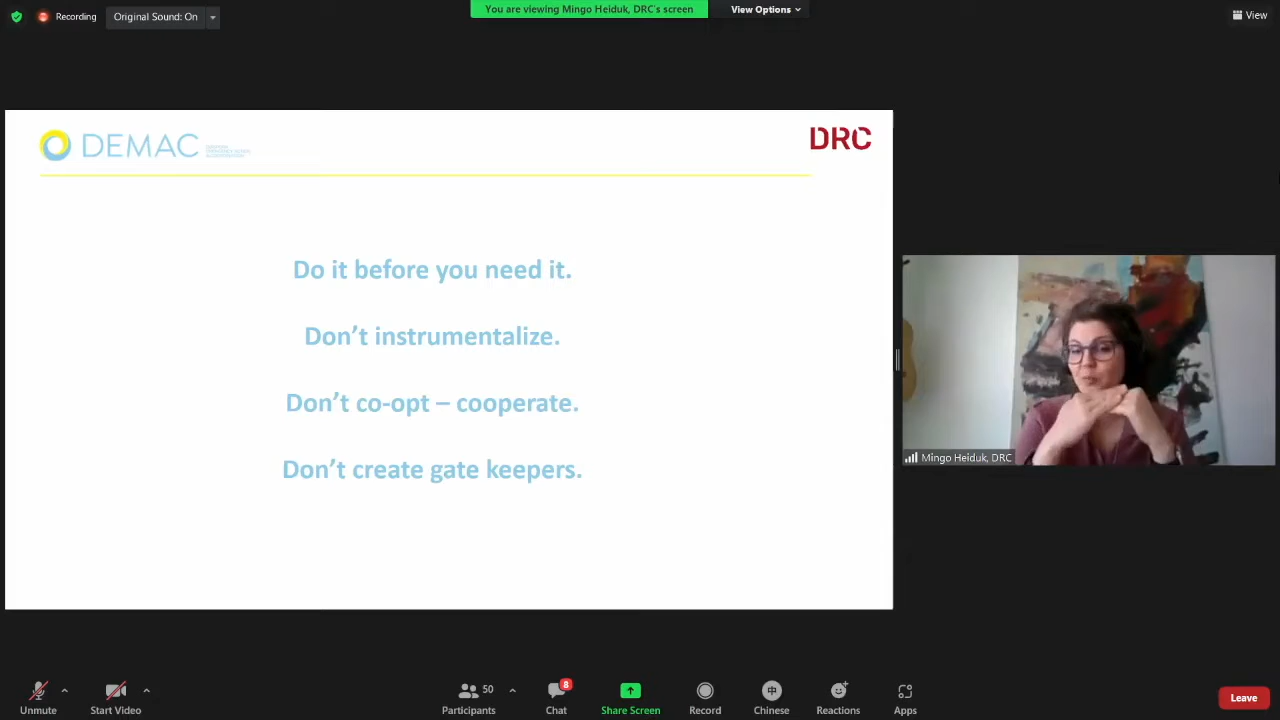 Recording
Original Sound: On
You are viewing Mingo Heiduk, DRC's screen
View Options
View
DEMAC
DRC
Do it before you need it.
Don’t instrumentalize.
Don’t co-opt – cooperate.
Don’t create gate keepers.
Mingo Heiduk, DRC
50
8
中
Unmute
Start Video
Participants
Chat
Share Screen
Record
Chinese
Reactions
Apps
Leave